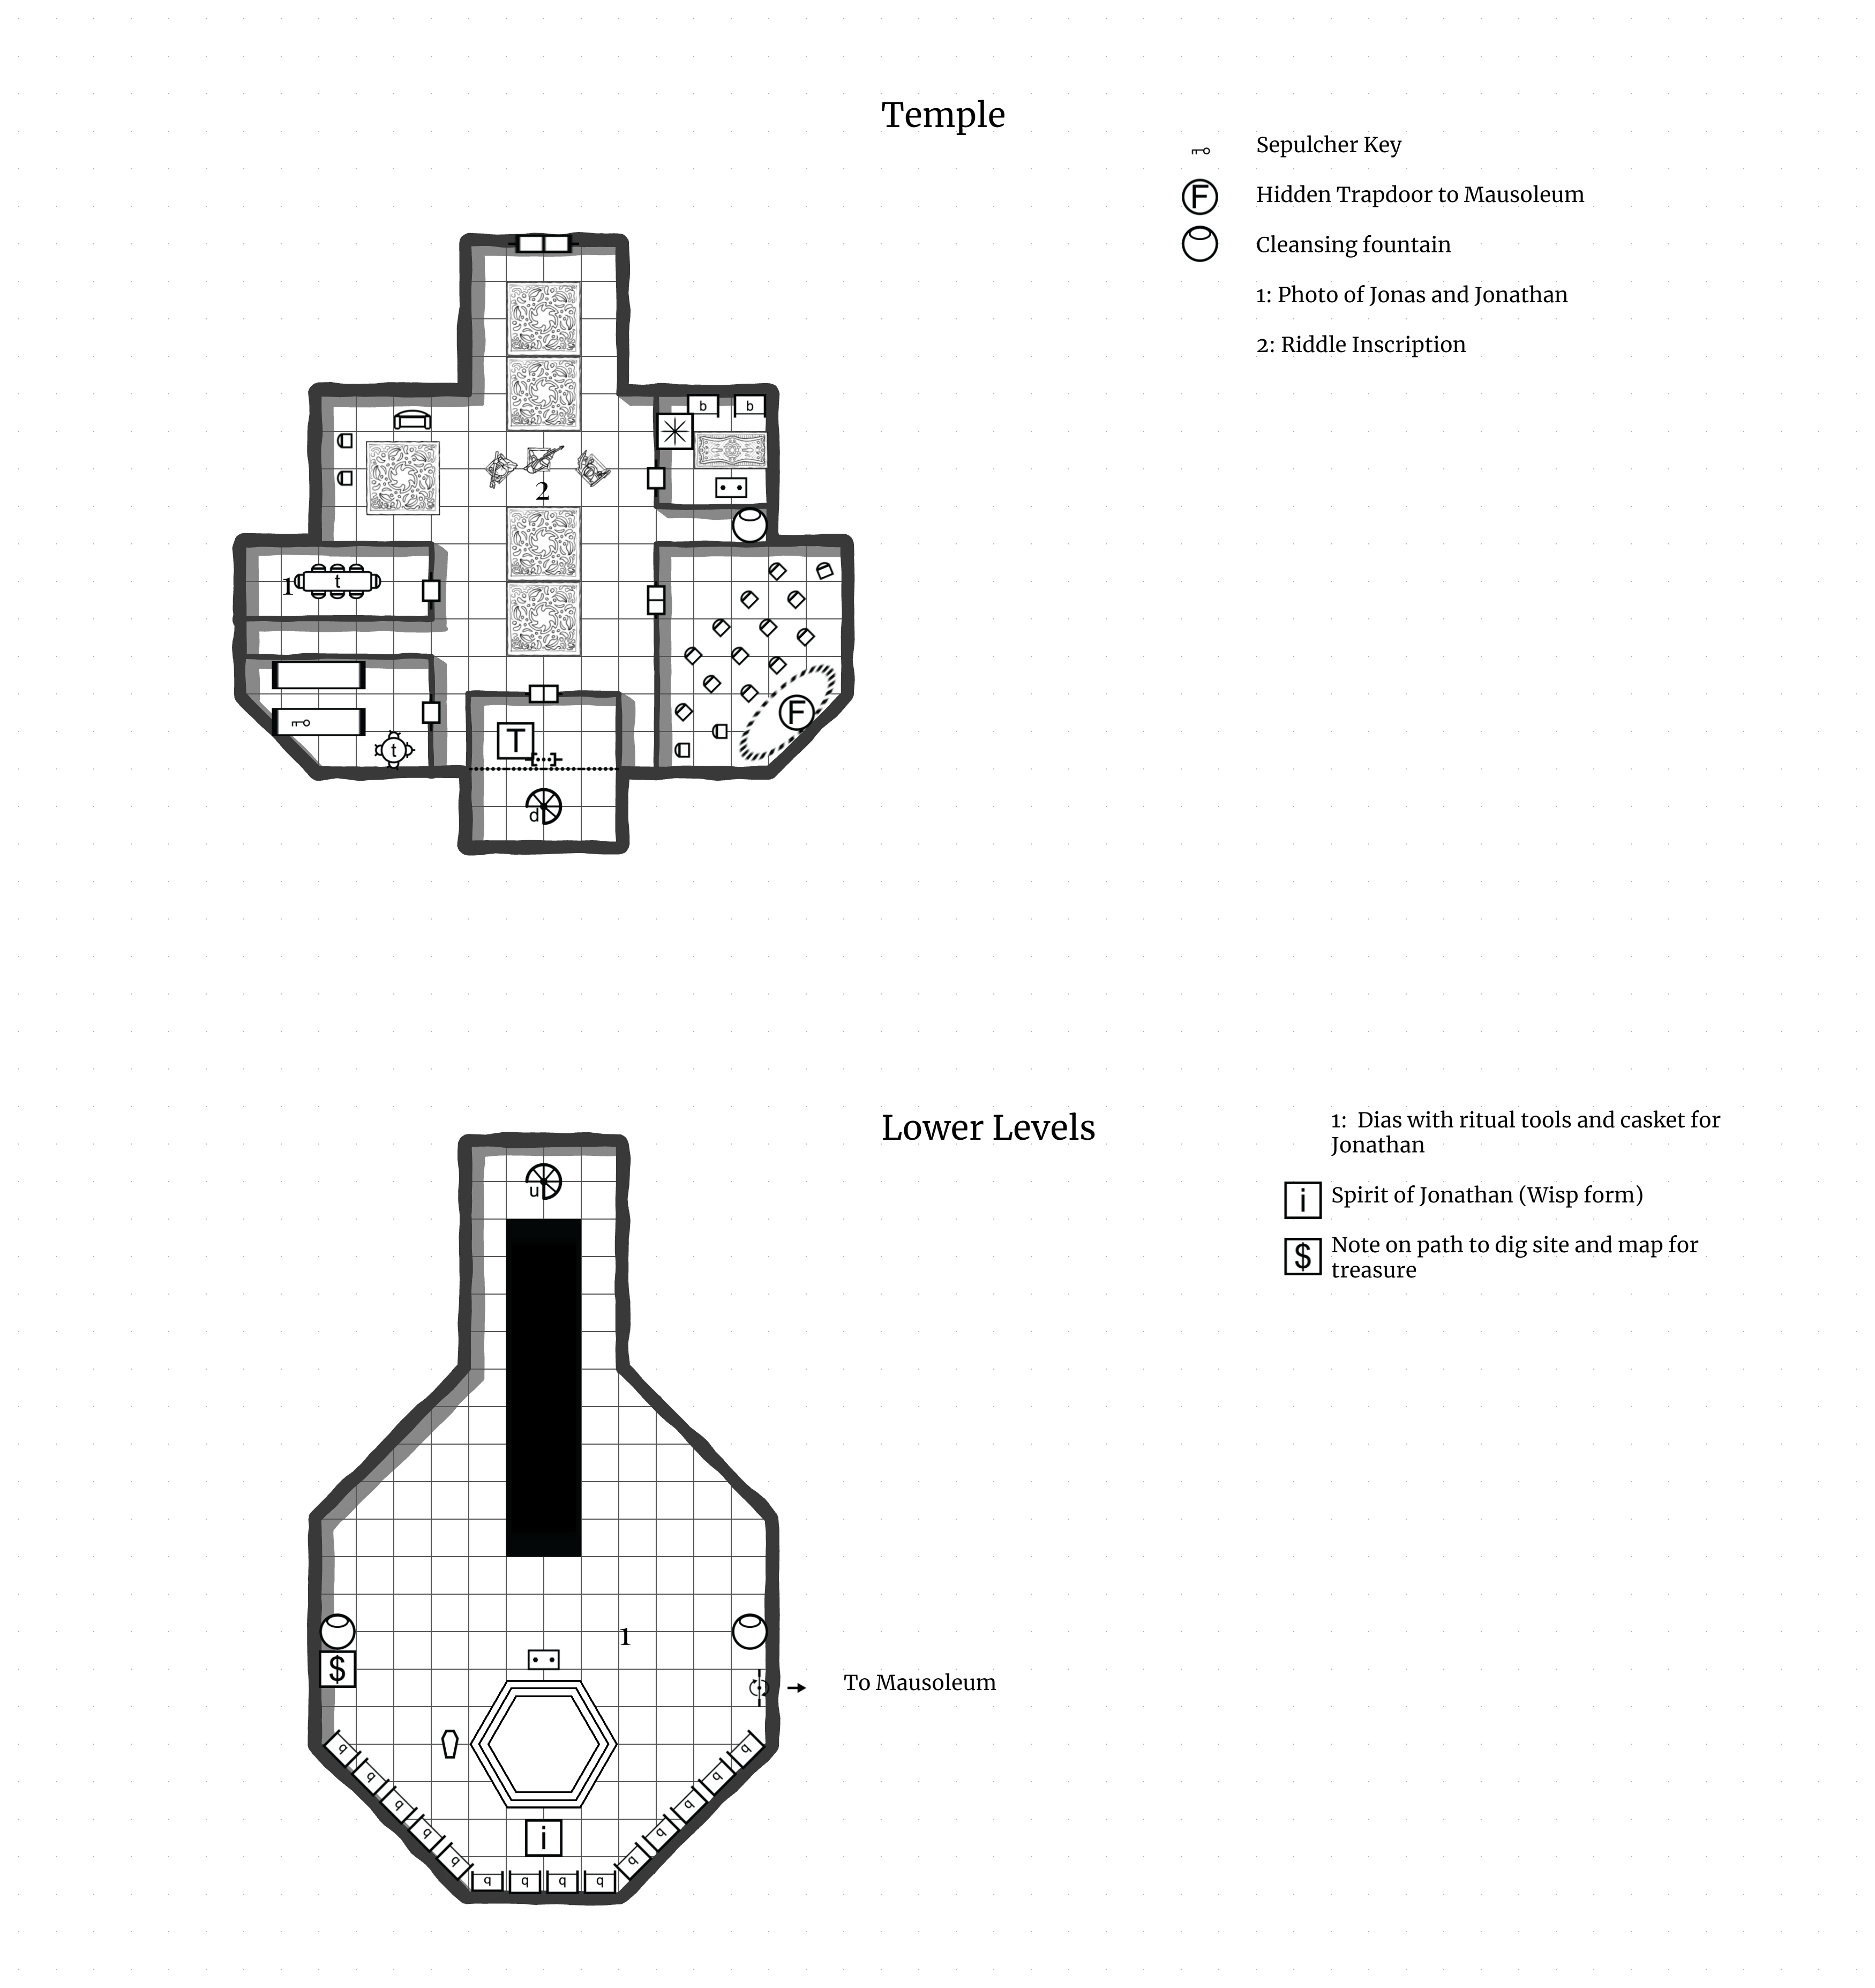 Temple
Sepulcher Key
F Hidden Trapdoor to Mausoleum
Cleansing fountain
1: Photo of Jonas and Jonathan
2: Riddle Inscription
b b
2
1 t
F
T
t
d
Lower Levels
1: Dias with ritual tools and casket for
Jonathan
i Spirit of Jonathan (Wisp form)
$ Note on path to dig site and map for
treasure
u
1
$
To Mausoleum
b b
b b
b b
b b
b b
i
b b b b